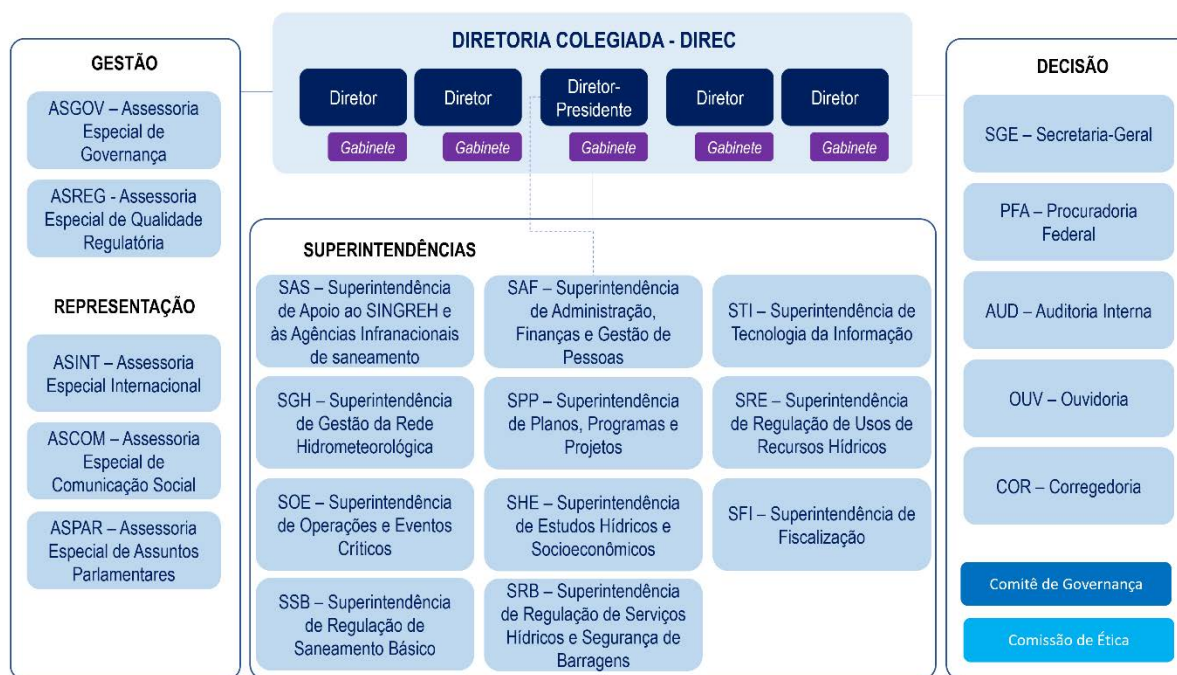 DIRETORIA COLEGIADA - DIREC
Diretor
Diretor
Diretor-
Presidente
Diretor
Diretor
Gabinete
Gabinete
Gabinete
Gabinete
Gabinete
GESTÃO
ASGOV – Assessoria
Especial de
Governança
ASREG - Assessoria
Especial de Qualidade
Regulatória
REPRESENTAÇÃO
ASINT – Assessoria
Especial Internacional
ASCOM – Assessoria
Especial de
Comunicação Social
ASPAR – Assessoria
Especial de Assuntos
Parlamentares
SUPERINTENDÊNCIAS
SAS – Superintendência
de Apoio ao SINGREH e
às Agências Infranacionais
de saneamento
SAF – Superintendência
de Administração,
Finanças e Gestão de
Pessoas
STI – Superintendência de
Tecnologia da Informação
SGH – Superintendência
de Gestão da Rede
Hidrometeorológica
SPP – Superintendência
de Planos, Programas e
Projetos
SRE – Superintendência
de Regulação de Usos de
Recursos Hídricos
SOE – Superintendência
de Operações e Eventos
Críticos
SHE – Superintendência
de Estudos Hídricos e
Socioeconômicos
SFI – Superintendência de
Fiscalização
SSB – Superintendência
de Regulação de
Saneamento Básico
SRB – Superintendência
de Regulação de Serviços
Hídricos e Segurança de
Barragens
DECISÃO
SGE – Secretaria-Geral
PFA – Procuradoria
Federal
AUD – Auditoria Interna
OUV – Ouvidoria
COR – Corregedoria
Comitê de Governança
Comissão de Ética